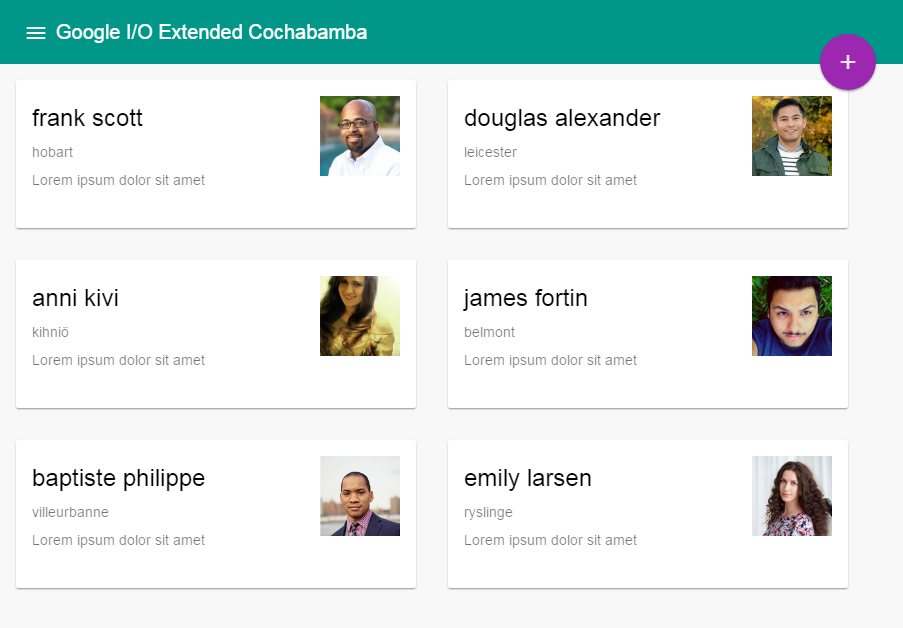 Google I/O Extended Cochabamba
+
frank scott
hobart
Lorem ipsum dolor sit amet
douglas alexander
leicester
Lorem ipsum dolor sit amet
anni kivi
kihniö
Lorem ipsum dolor sit amet
james fortin
belmont
Lorem ipsum dolor sit amet
baptiste philippe
villeurbanne
Lorem ipsum dolor sit amet
emily larsen
ryslinge
Lorem ipsum dolor sit amet